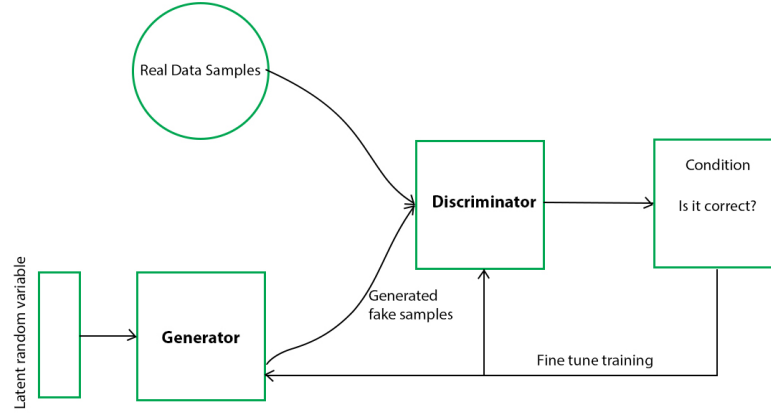 Real Data Samples
Discriminator
Condition
Is it correct?
Latent random variable
Generator
Generated
fake samples
Fine tune training